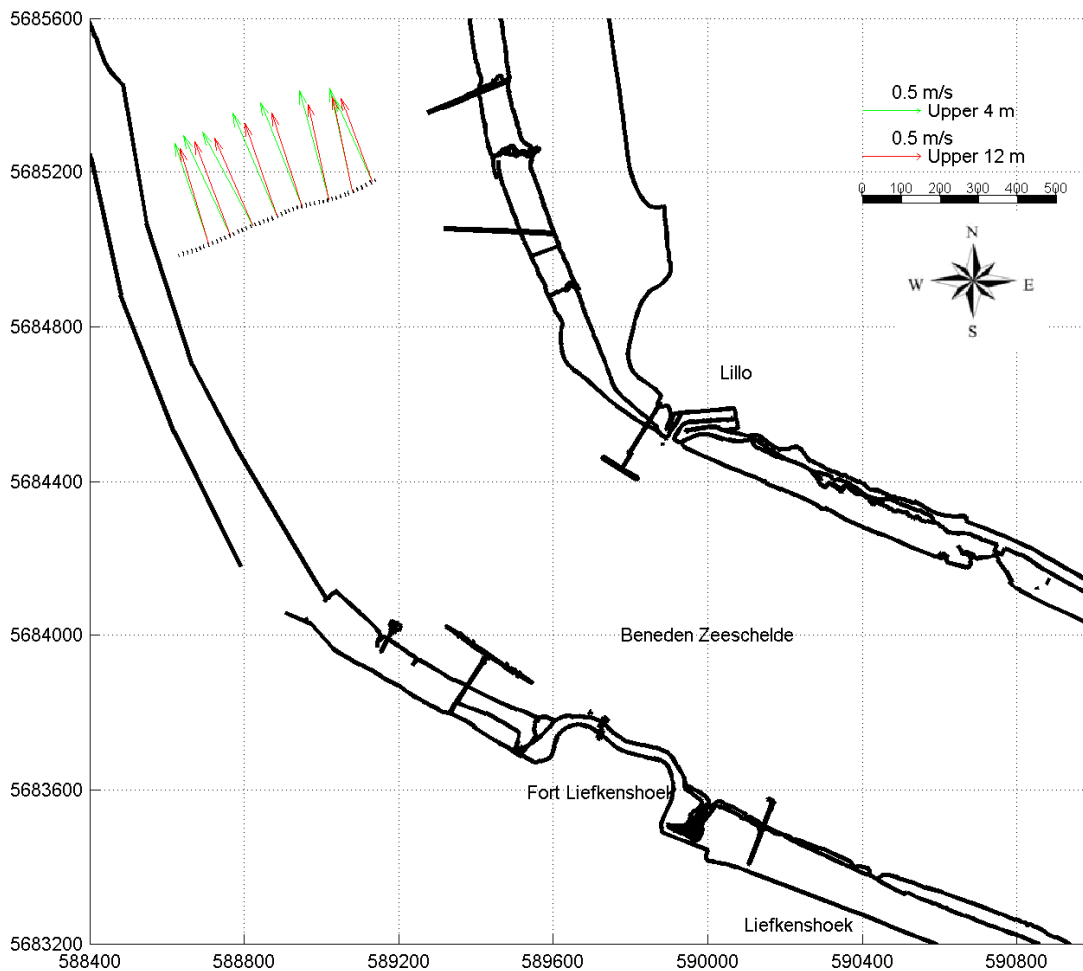 5685600
5685200
5684800
5684400
5684000
5683600
5683200
588400 588800 589200 589600 590000 590400 590800
0.5 m/s
Upper 4 m
0.5 m/s
Upper 12 m
0 100 200 300 400 500
N
W E
S
Lillo
Beneden Zeeschelde
Fort Liefkenshoek
Liefkenshoek